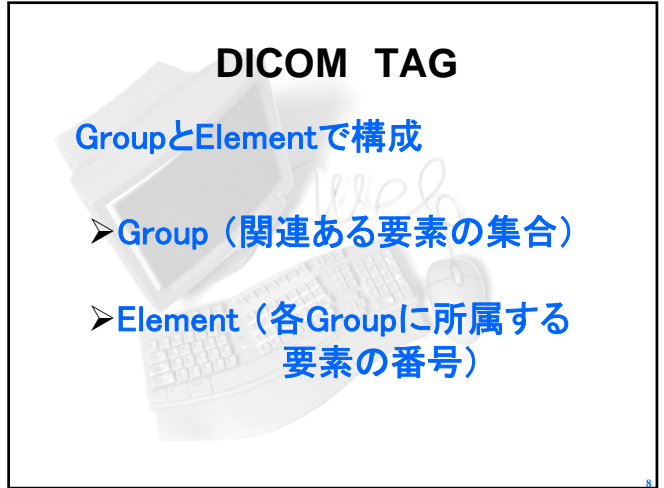 DICOM TAG
GroupとElementで構成
➢Group（関連ある要素の集合）
➢Element（各Groupに所属する
要素の番号）
Web
8